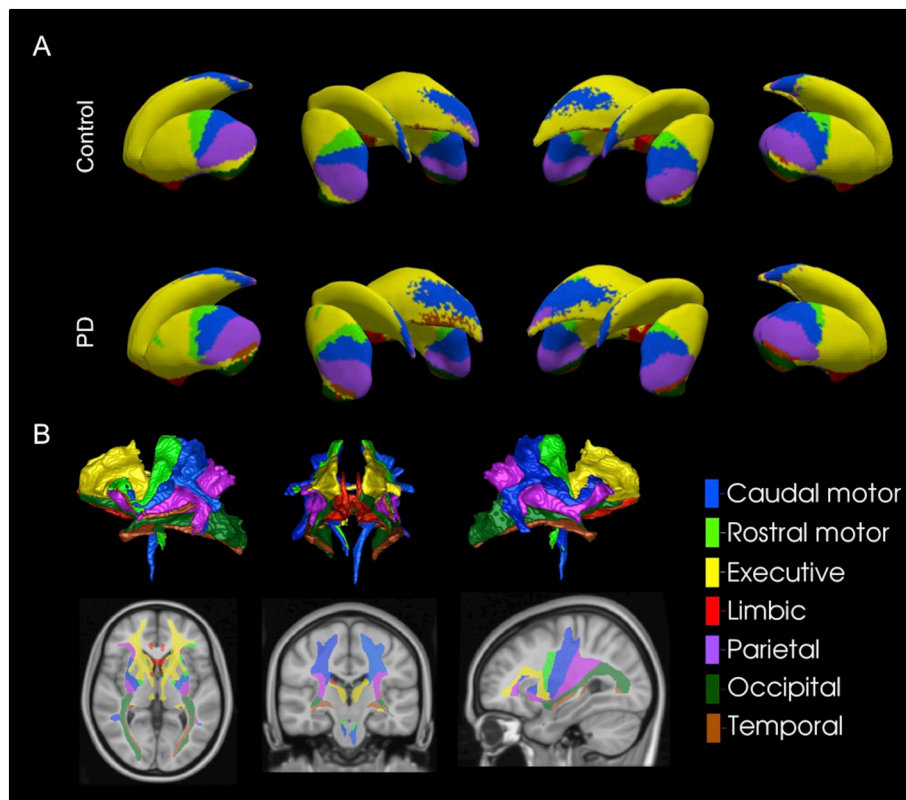 A
Control
PD
B
Caudal motor
Rostral motor
Executive
Limbic
Parietal
Occipital
Temporal